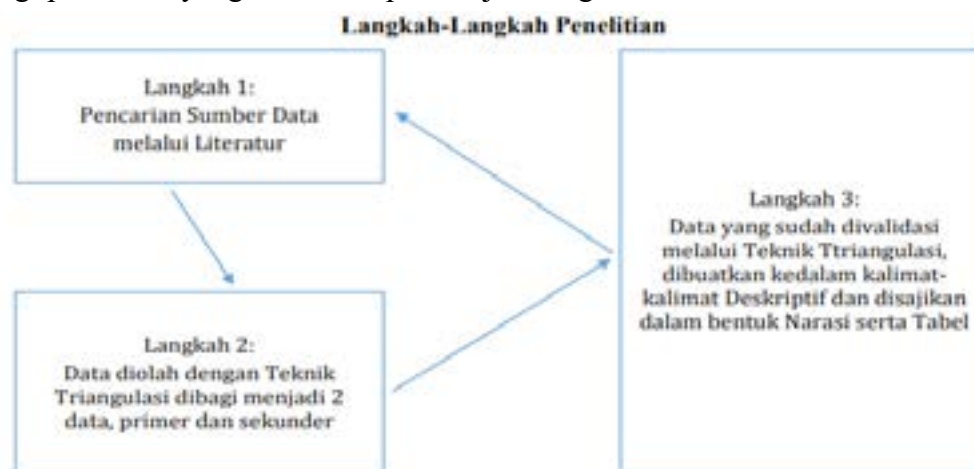 Langkah-Langkah Penelitian
Langkah 1:
Pencarian Sumber Data
melalui Literatur
Langkah 2:
Data diolah dengan Teknik
Triangulasi dibagi menjadi 2
data, primer dan sekunder
Langkah 3:
Data yang sudah divalidasi
melalui Teknik Ttriangulasi,
dibuatkan kedalam kalimat-
kalimat Deskriptif dan disajikan
dalam bentuk Narasi serta Tabel